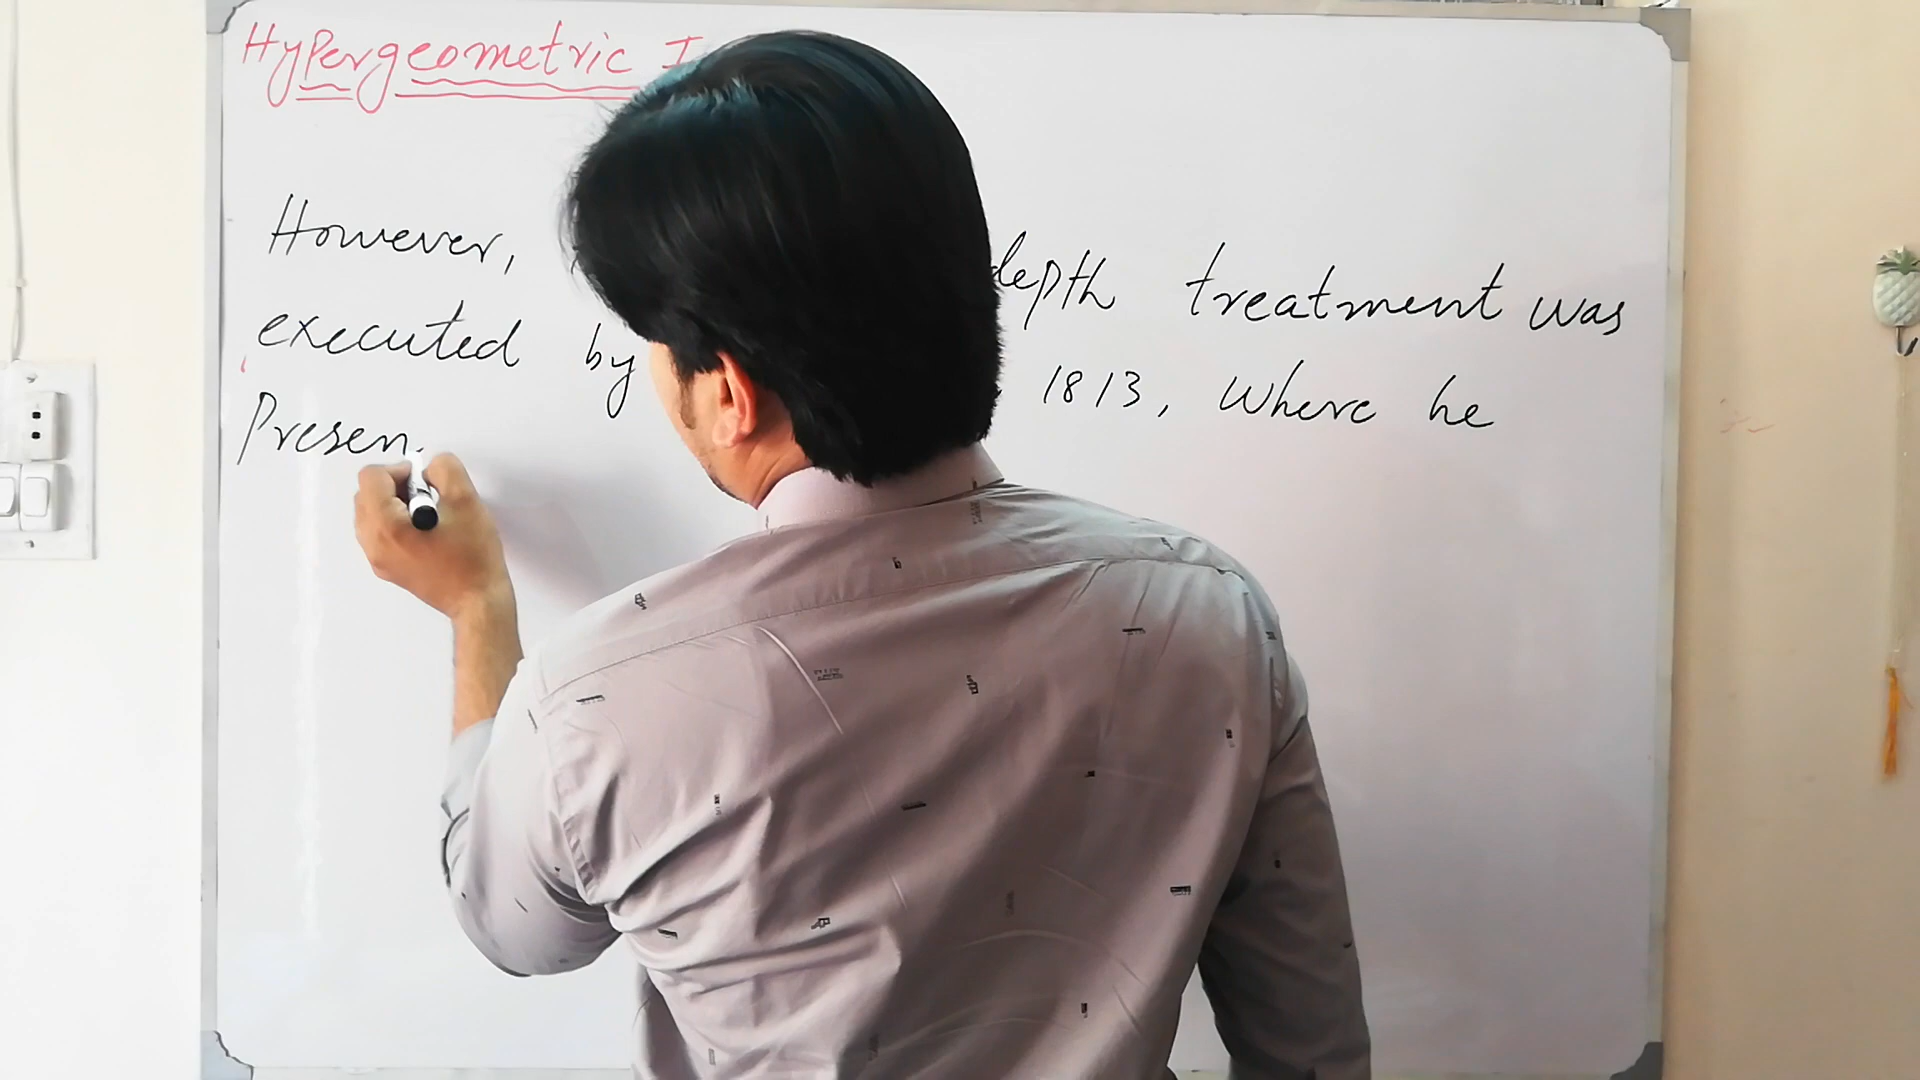 Hypergeometric
However, depth treatment was
executed by 1813, Where he
Presen